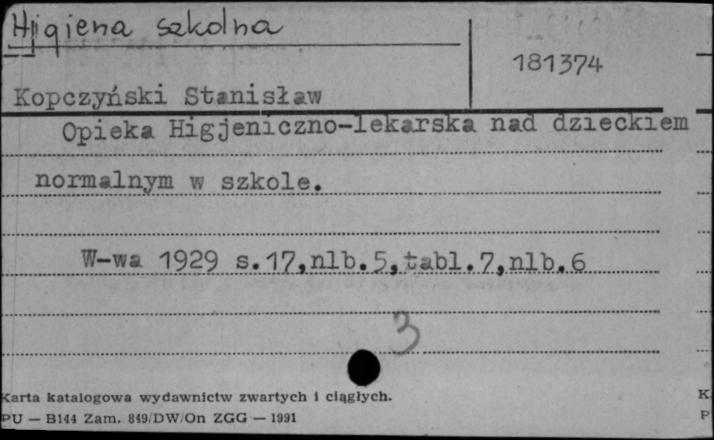 Higiena szkolna
181374
Kopczyński Stanisław
Opieka Higjeniczno-lekarska nad dzieckiem
normalnym w szkole.
W-wa 1929 s.17,nlb.5,tabl.7,nlb.6
3
Karta katalogowa wydawnictw zwartych i ciągłych.
PU — B144 Zam. 849/DW/On ZGG — 1991
K
P